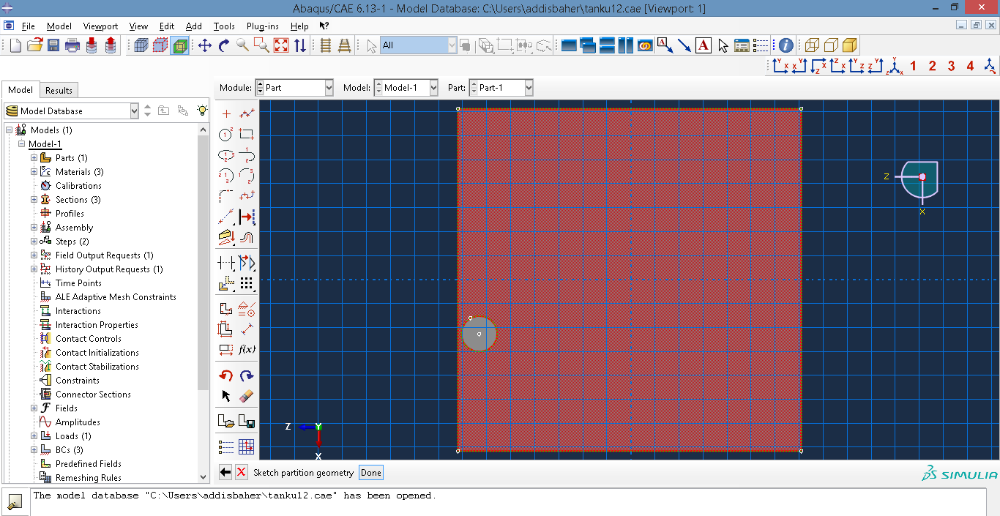 Abaqus/CAE 6.13-1 - Model Database: C:\Users\addisbaher\tanku12.cae [Viewport: 1]
File Model Viewport View Edit Add Tools Plug-ins Help
All
1 2 3 4
Model Results
Module: Part Model: Model-1 Part: Part-1
Model Database
Models (1)
Model-1
Parts (1)
Materials (3)
Calibrations
Sections (3)
Profiles
Assembly
Steps (2)
Field Output Requests (1)
History Output Requests (1)
Time Points
ALE Adaptive Mesh Constraints
Interactions
Interaction Properties
Contact Controls
Contact Initializations
Contact Stabilizations
Constraints
Connector Sections
Fields
Amplitudes
Loads (1)
BCs (3)
Predefined Fields
Remeshing Rules
f(x)
Z
X
Z Y
X
Sketch partition geometry Done
SIMULIA
The model database "C:\Users\addisbaher\tanku12.cae" has been opened.